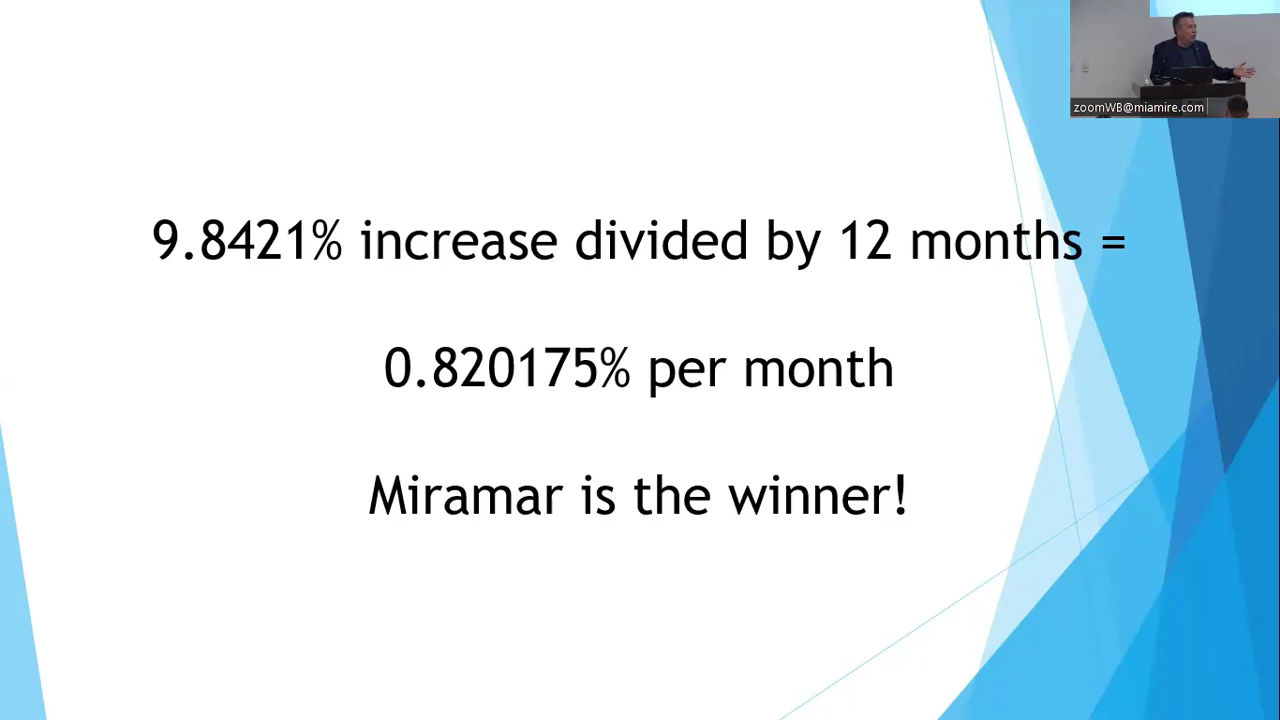 zoomWB@miamire.com
9.8421% increase divided by 12 months =
0.820175% per month
Miramar is the winner!